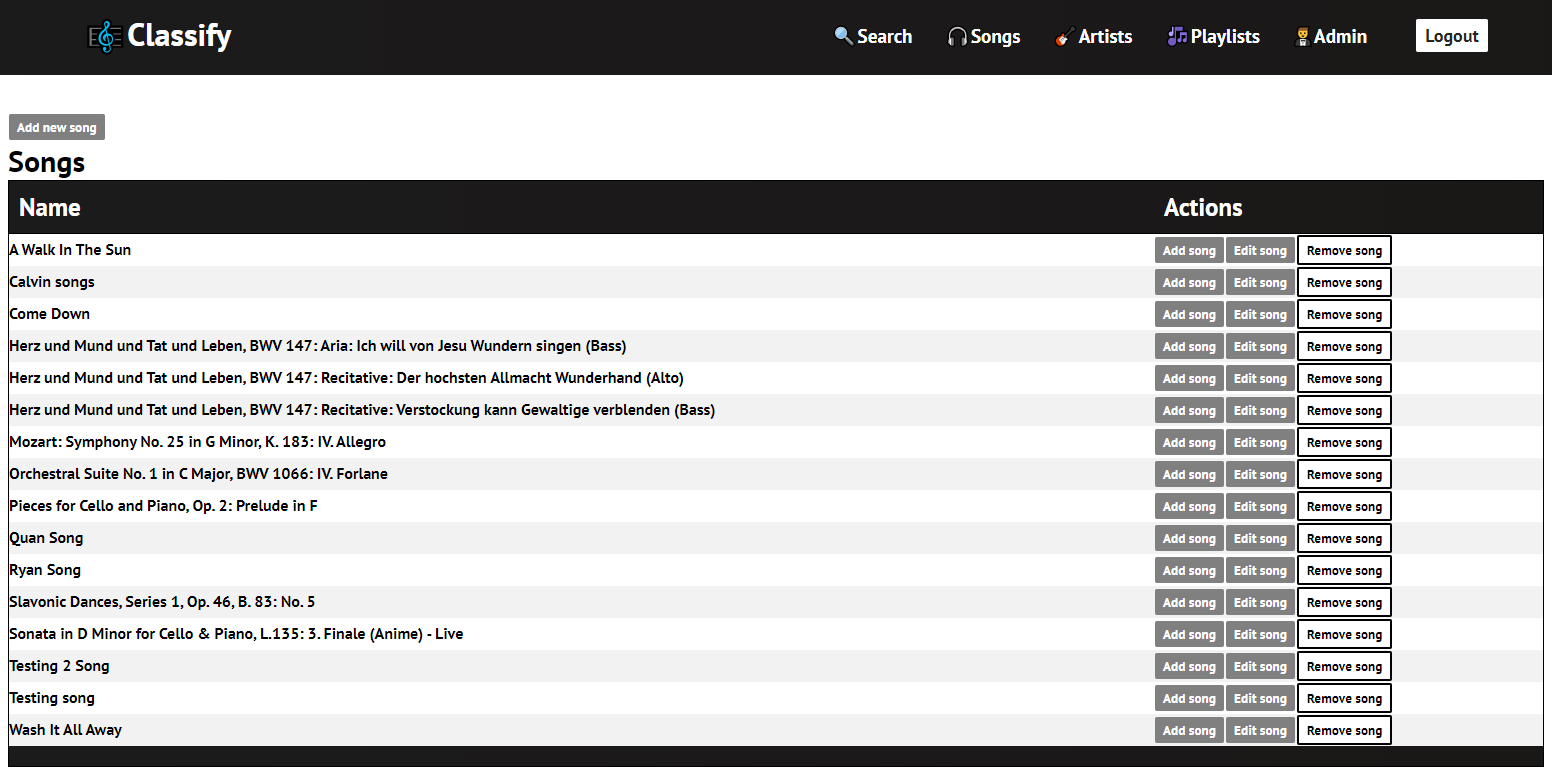 Classify Search Songs Artists Playlists Admin Logout
Add new song
Songs
Name Actions
A Walk In The Sun Add song Edit song Remove song
Calvin songs Add song Edit song Remove song
Come Down Add song Edit song Remove song
Herz und Mund und Tat und Leben, BWV 147: Aria: Ich will von Jesu Wundern singen (Bass) Add song Edit song Remove song
Herz und Mund und Tat und Leben, BWV 147: Recitative: Der hochsten Allmacht Wunderhand (Alto) Add song Edit song Remove song
Herz und Mund und Tat und Leben, BWV 147: Recitative: Verstockung kann Gewaltige verblenden (Bass) Add song Edit song Remove song
Mozart: Symphony No. 25 in G Minor, K. 183: IV. Allegro Add song Edit song Remove song
Orchestral Suite No. 1 in C Major, BWV 1066: IV. Forlane Add song Edit song Remove song
Pieces for Cello and Piano, Op. 2: Prelude in F Add song Edit song Remove song
Quan Song Add song Edit song Remove song
Ryan Song Add song Edit song Remove song
Slavonic Dances, Series 1, Op. 46, B. 83: No. 5 Add song Edit song Remove song
Sonata in D Minor for Cello & Piano, L.135: 3. Finale (Anime) - Live Add song Edit song Remove song
Testing 2 Song Add song Edit song Remove song
Testing song Add song Edit song Remove song
Wash It All Away Add song Edit song Remove song